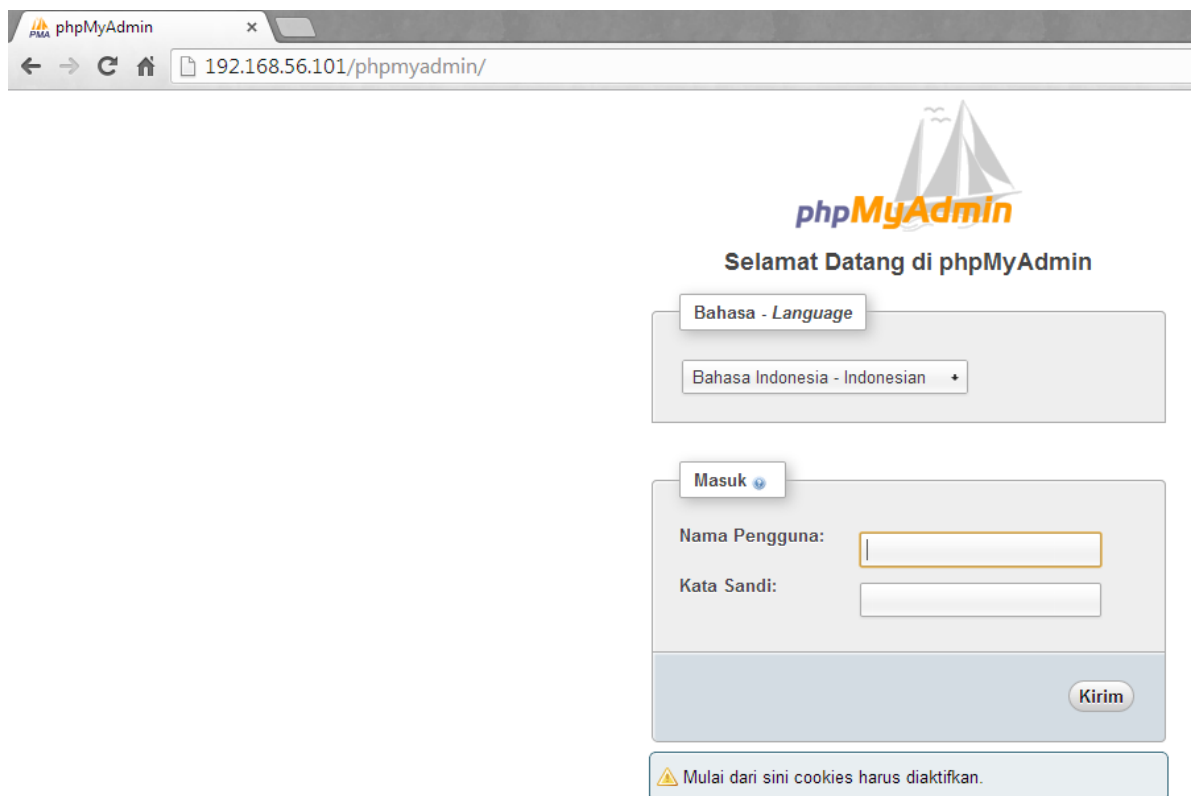 PMA phpMyAdmin
192.168.56.101/phpmyadmin/
phpMyAdmin
Selamat Datang di phpMyAdmin
Bahasa - Language
Bahasa Indonesia - Indonesian
Masuk
Nama Pengguna:
Kata Sandi:
Kirim
Mulai dari sini cookies harus diaktifkan.